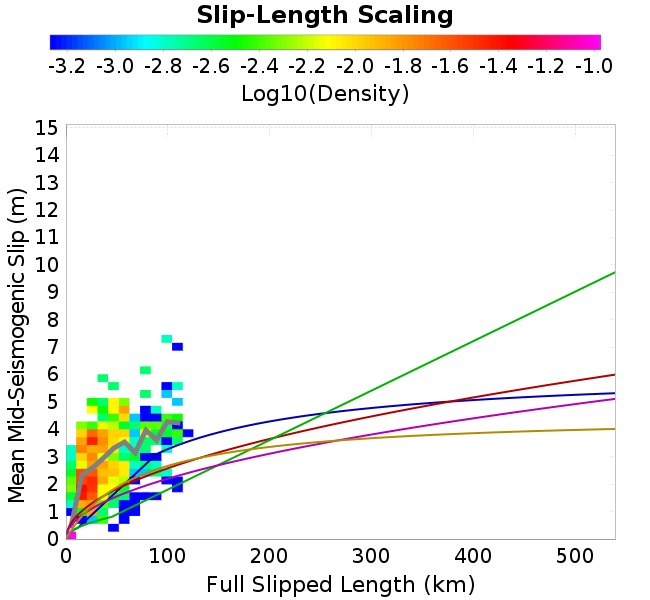 Slip-Length Scaling
-3.2 -3.0 -2.8 -2.6 -2.4 -2.2 -2.0 -1.8 -1.6 -1.4 -1.2 -1.0
Log10(Density)
Mean Mid-Seismogenic Slip (m)
15
14
13
12
11
10
9
8
7
6
5
4
3
2
1
0
0 100 200 300 400 500
Full Slipped Length (km)